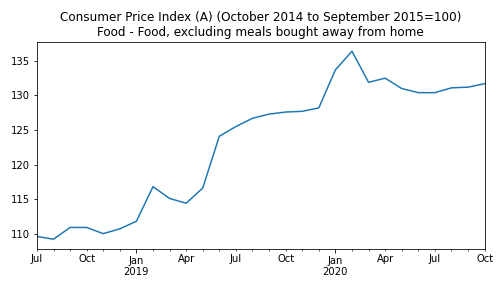 Consumer Price Index (A) (October 2014 to September 2015=100)
Food - Food, excluding meals bought away from home
135
130
125
120
115
110
Jul Oct Jan Apr Jul Oct Jan Apr Jul Oct
2019 2020